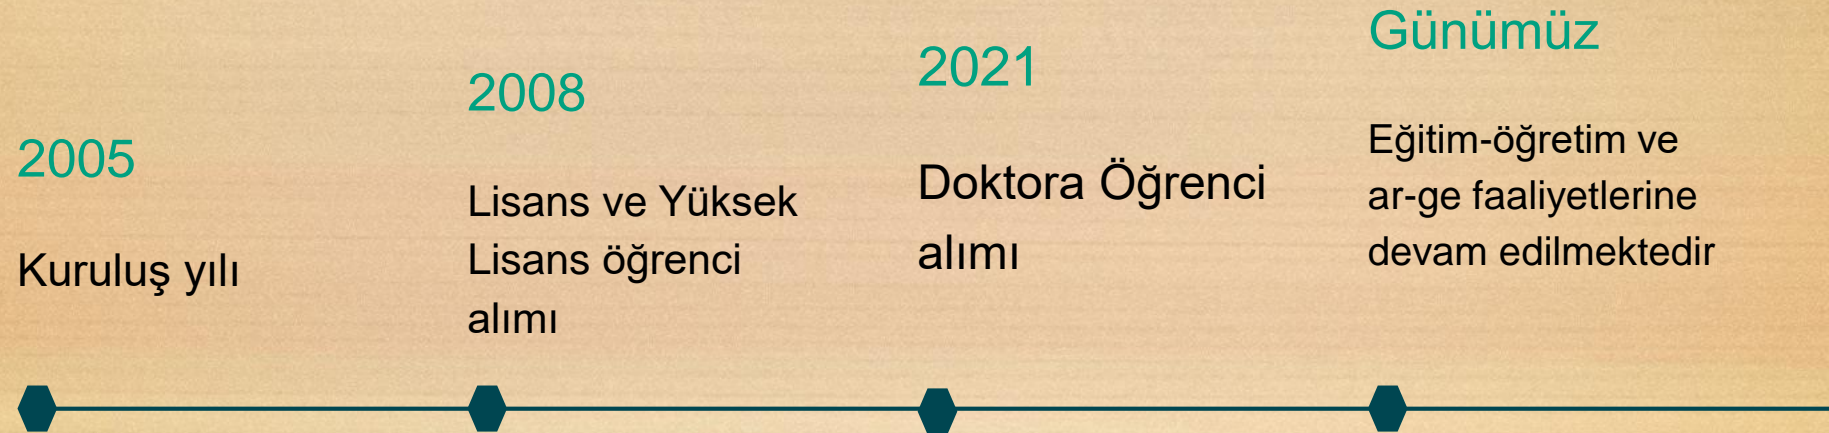 2005
Kuruluş yılı
2008
Lisans ve Yüksek
Lisans öğrenci
alımı
2021
Doktora Öğrenci
alımı
Günümüz
Eğitim-öğretim ve
ar-ge faaliyetlerine
devam edilmektedir